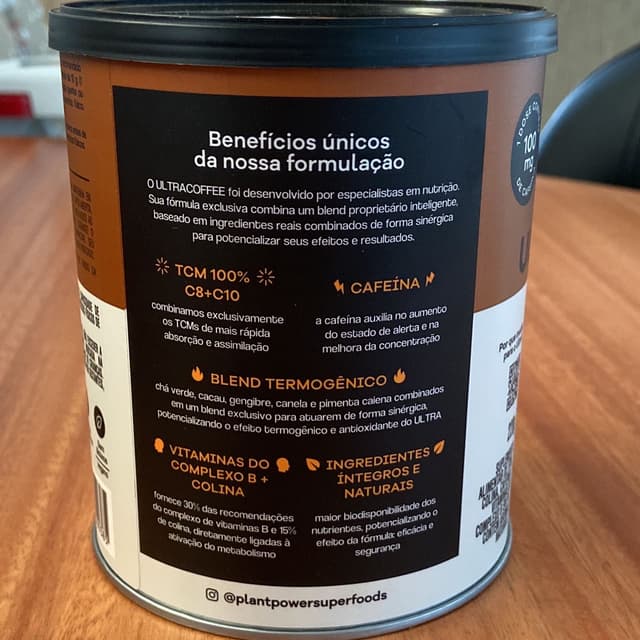 Benefícios únicos
da nossa formulação
O ULTRACOFFEE foi desenvolvido por especialistas em nutrição.
Sua fórmula exclusiva combina um blend proprietário inteligente,
baseado em ingredientes reais combinados de forma sinérgica
para potencializar seus efeitos e resultados.
TCM 100%
C8+C10
combinamos exclusivamente
os TCMs de mais rápida
absorção e assimilação
CAFEÍNA
a cafeína auxilia no aumento
do estado de alerta e na
melhora da concentração
BLEND TERMOGÊNICO
chá verde, cacau, gengibre, canela e pimenta caiena combinados
em um blend exclusivo para atuarem de forma sinérgica,
potencializando o efeito termogênico e antioxidante do ULTRA
VITAMINAS DO
COMPLEXO B +
COLINA
fornece 30% das recomendações
do complexo de vitaminas B e 15%
de colina, diretamente ligadas à
ativação do metabolismo
INGREDIENTES
ÍNTEGROS E
NATURAIS
maior biodisponibilidade dos
nutrientes, potencializando o
efeito da fórmula: eficácia e
segurança
@plantpowersuperfoods
100
mg